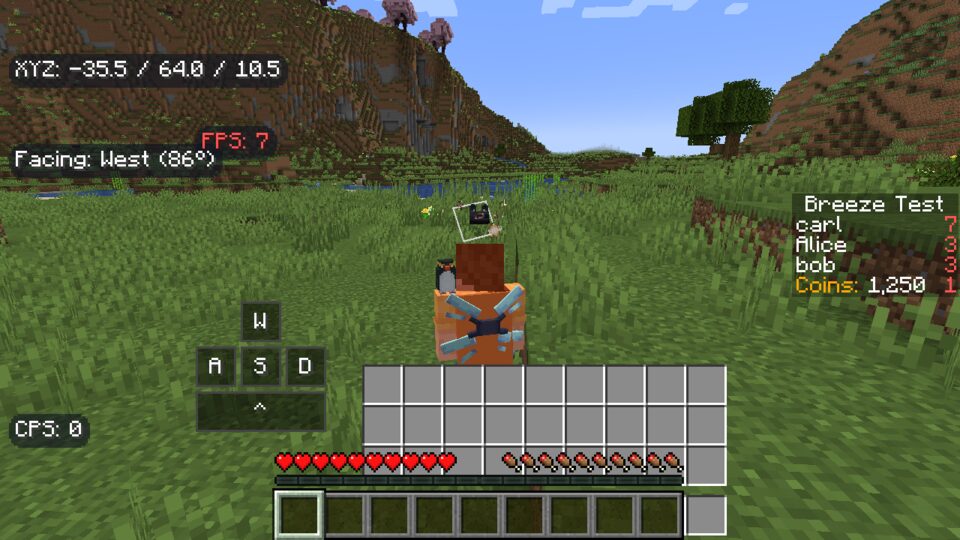 XYZ: -35.5 / 64.0 / 10.5
FPS: 7
Facing: West (86°)
Breeze Test
carl 7
Alice 3
bob 3
Coins: 1,250 1
W
A S D
^
CPS: 0